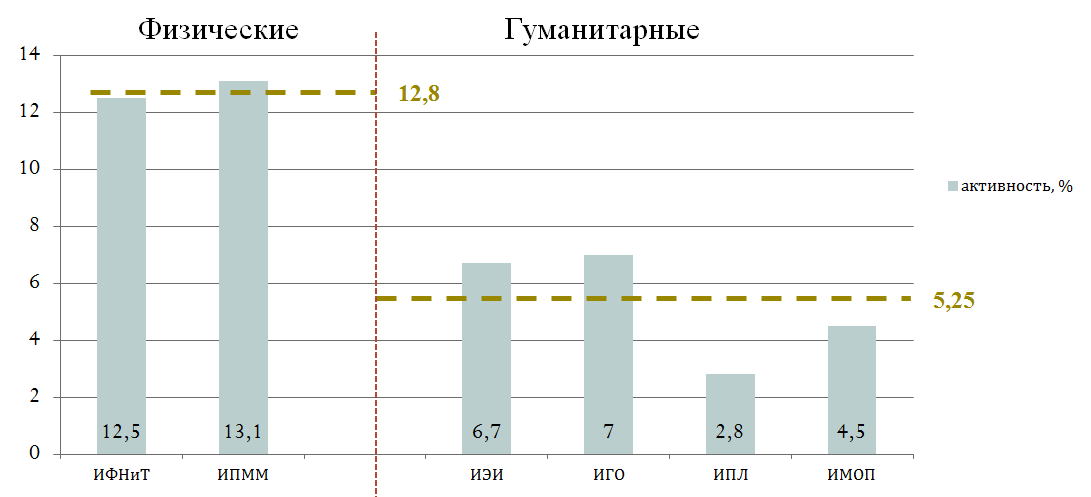 Физические
Гуманитарные
14
12
10
8
6
4
2
0
12,8
5,25
12,5
13,1
6,7
7
2,8
4,5
ИФНиТ
ИПММ
ИЭИ
ИГО
ИПЛ
ИМОП
активность, %